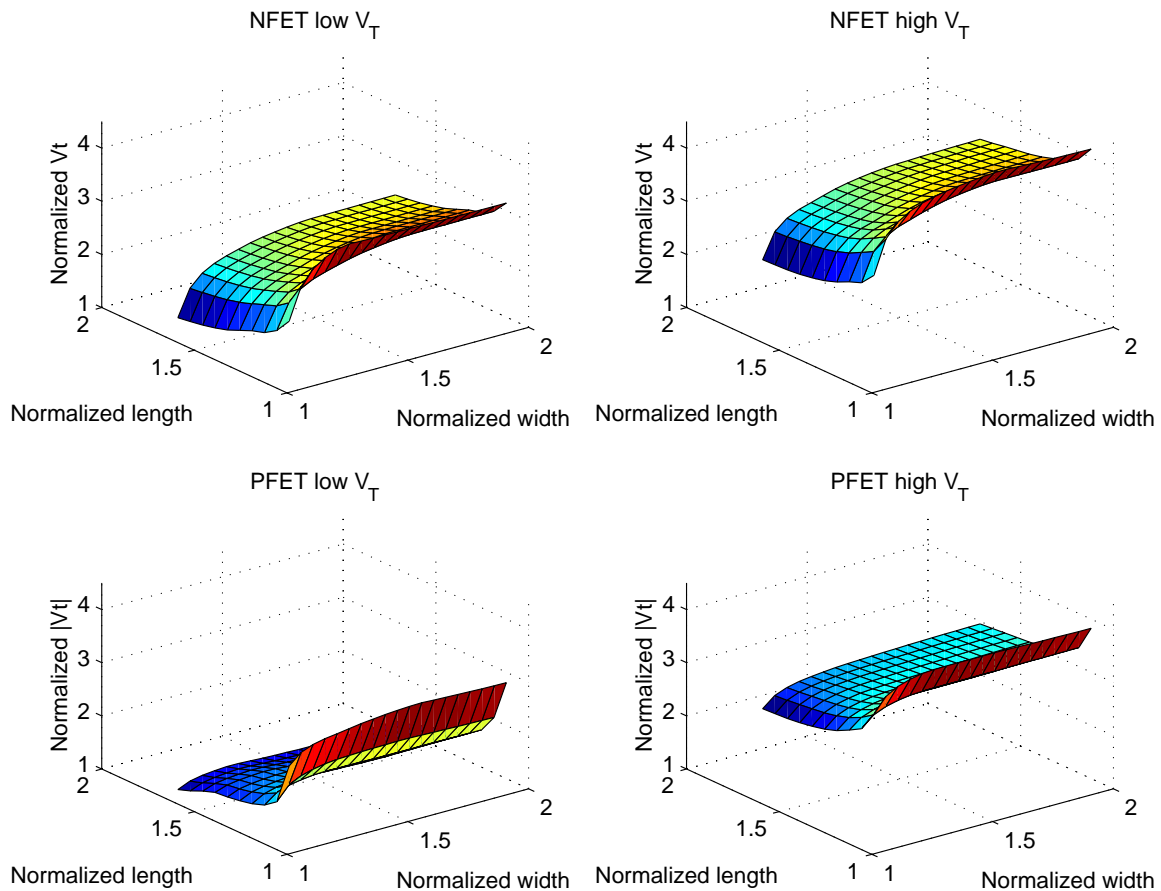 NFET low V_T
4
3
2
1
Normalized Vt
2
1.5
1
Normalized length
1
1.5
2
Normalized width
NFET high V_T
4
3
2
1
Normalized Vt
2
1.5
1
Normalized length
1
1.5
2
Normalized width
PFET low V_T
4
3
2
1
Normalized |Vt|
2
1.5
1
Normalized length
1
1.5
2
Normalized width
PFET high V_T
4
3
2
1
Normalized |Vt|
2
1.5
1
Normalized length
1
1.5
2
Normalized width